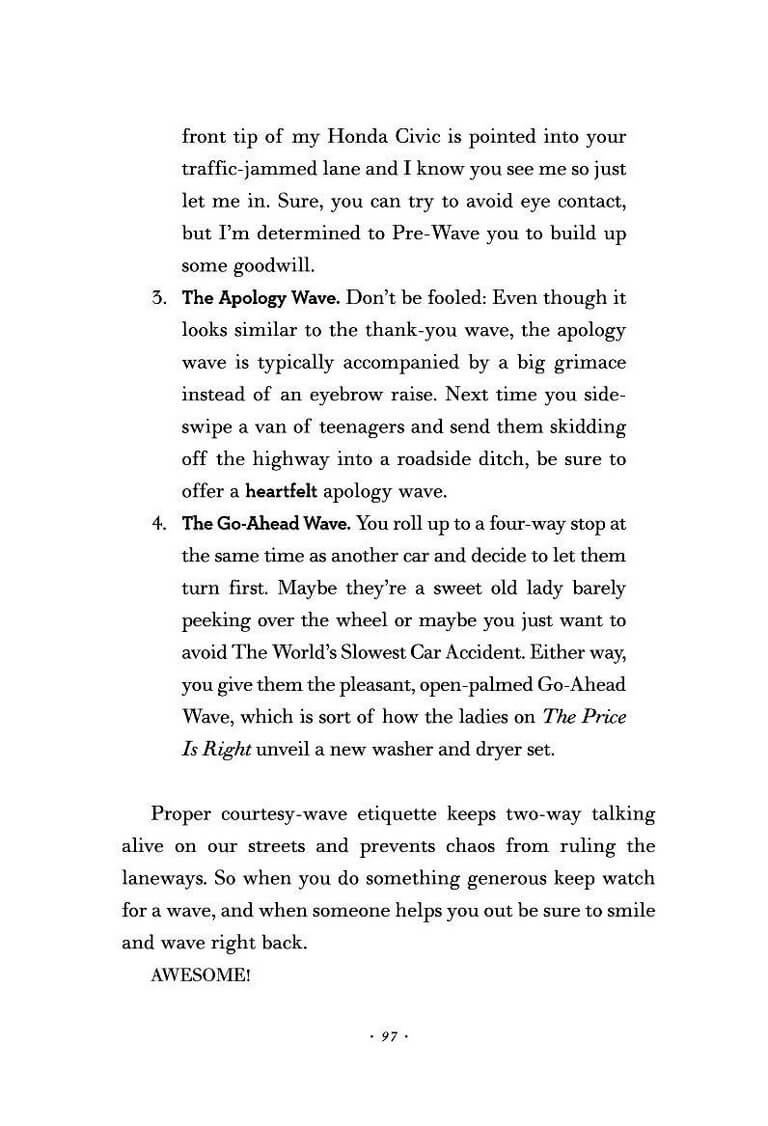 front tip of my Honda Civic is pointed into your
traffic-jammed lane and I know you see me so just
let me in. Sure, you can try to avoid eye contact,
but I’m determined to Pre-Wave you to build up
some goodwill.
3. The Apology Wave. Don’t be fooled: Even though it
looks similar to the thank-you wave, the apology
wave is typically accompanied by a big grimace
instead of an eyebrow raise. Next time you side-
swipe a van of teenagers and send them skidding
off the highway into a roadside ditch, be sure to
offer a heartfelt apology wave.
4. The Go-Ahead Wave. You roll up to a four-way stop at
the same time as another car and decide to let them
turn first. Maybe they’re a sweet old lady barely
peeking over the wheel or maybe you just want to
avoid The World’s Slowest Car Accident. Either way,
you give them the pleasant, open-palmed Go-Ahead
Wave, which is sort of how the ladies on The Price
Is Right unveil a new washer and dryer set.
Proper courtesy-wave etiquette keeps two-way talking
alive on our streets and prevents chaos from ruling the
laneways. So when you do something generous keep watch
for a wave, and when someone helps you out be sure to smile
and wave right back.
AWESOME!
· 97 ·